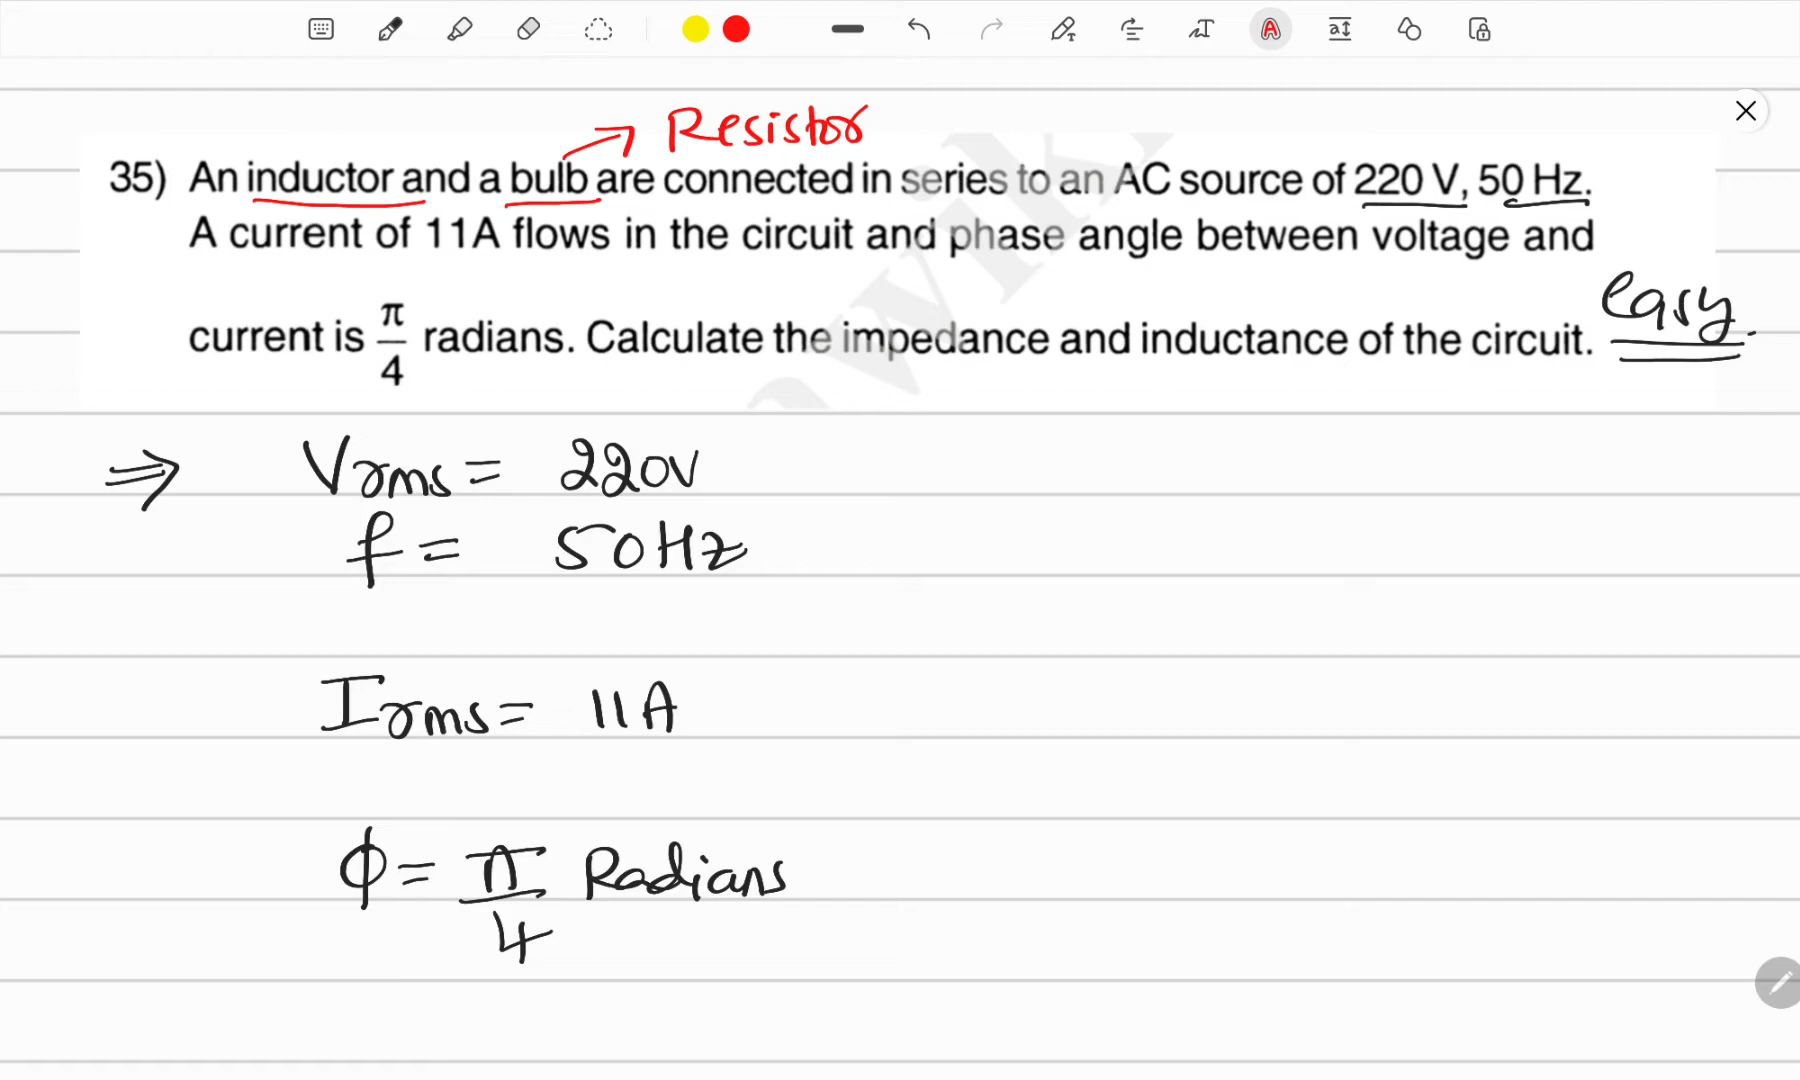 Resistor
35) An inductor and a bulb are connected in series to an AC source of 220 V, 50 Hz.
A current of 11A flows in the circuit and phase angle between voltage and
current is π/4 radians. Calculate the impedance and inductance of the circuit.
easy.
⇒ Vrms = 220V
f = 50Hz
Irms = 11A
ϕ = π/4 Radians